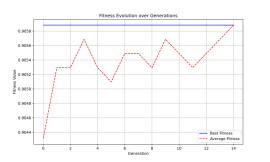 Fitness Evolution over Generations
Fitness Value
0.9058
0.9056
0.9054
0.9052
0.9050
0.9048
0.9046
0.9044
0 2 4 6 8 10 12 14
Generation
Best Fitness
Average Fitness